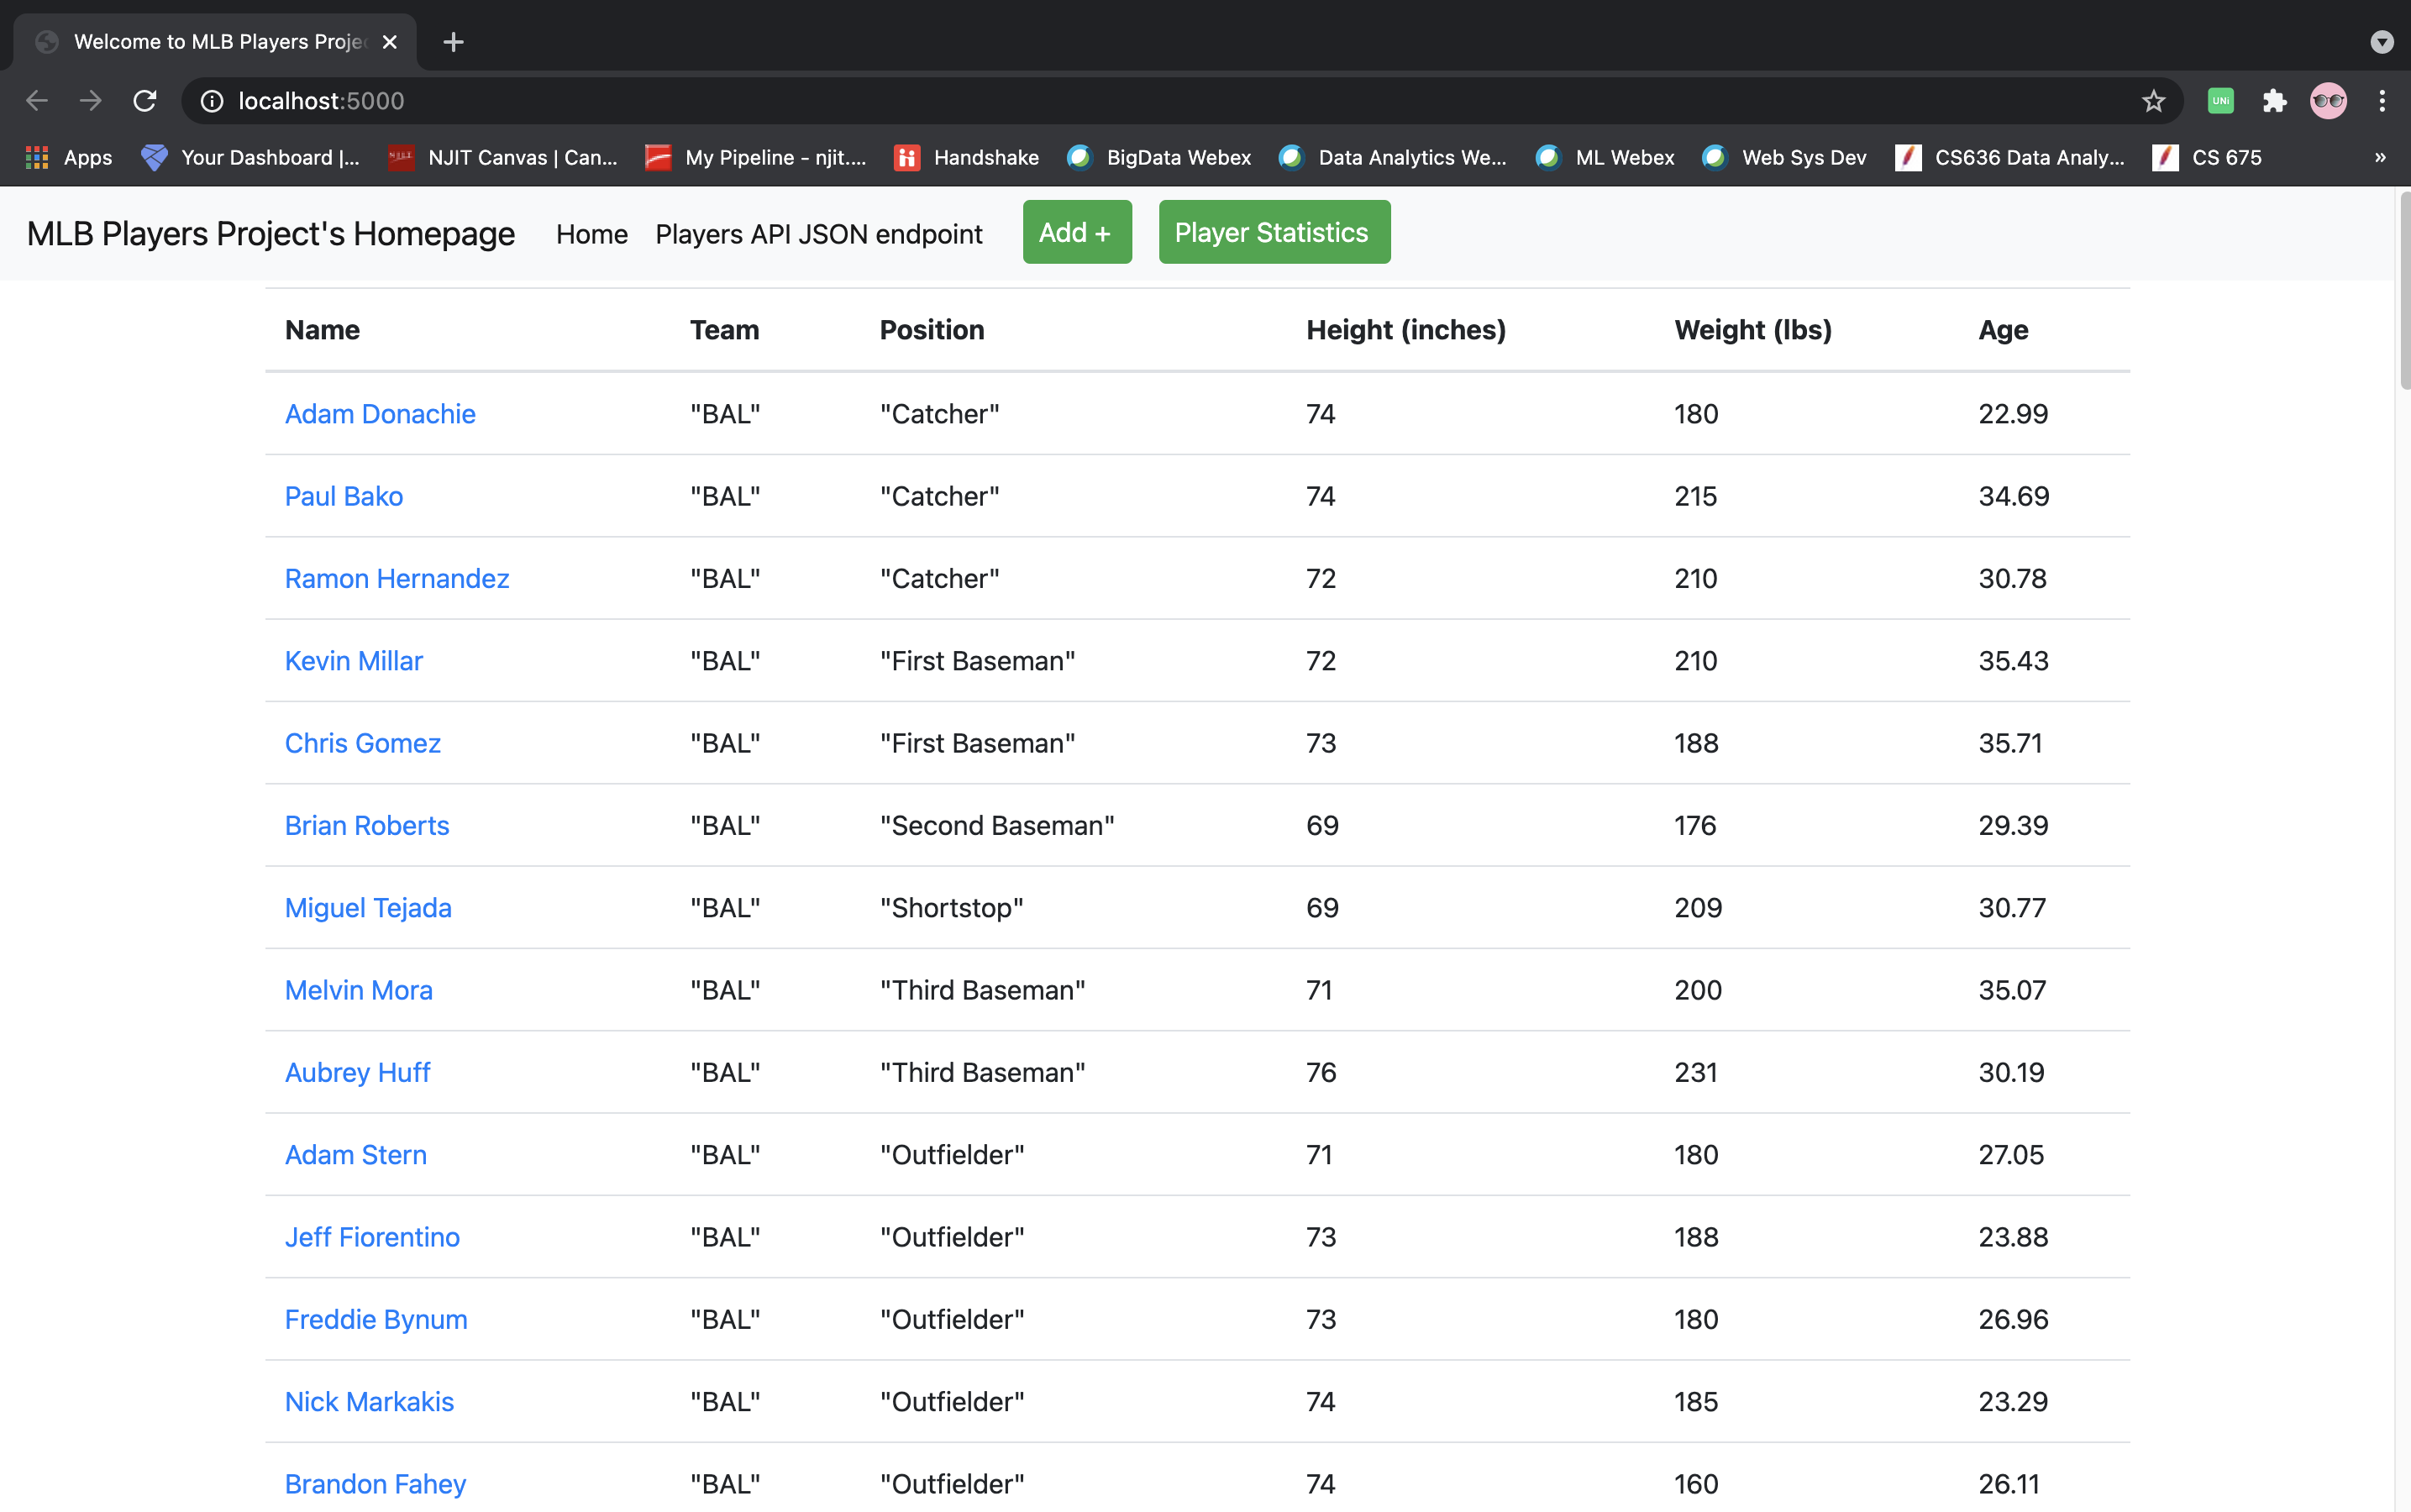 Welcome to MLB Players Proje
localhost:5000
UNi
Apps Your Dashboard |... NJIT NJIT Canvas | Can... My Pipeline - njit.... Handshake BigData Webex Data Analytics We... ML Webex Web Sys Dev CS636 Data Analy... CS 675 »
MLB Players Project's Homepage Home Players API JSON endpoint Add + Player Statistics
Name Team Position Height (inches) Weight (lbs) Age
Adam Donachie "BAL" "Catcher" 74 180 22.99
Paul Bako "BAL" "Catcher" 74 215 34.69
Ramon Hernandez "BAL" "Catcher" 72 210 30.78
Kevin Millar "BAL" "First Baseman" 72 210 35.43
Chris Gomez "BAL" "First Baseman" 73 188 35.71
Brian Roberts "BAL" "Second Baseman" 69 176 29.39
Miguel Tejada "BAL" "Shortstop" 69 209 30.77
Melvin Mora "BAL" "Third Baseman" 71 200 35.07
Aubrey Huff "BAL" "Third Baseman" 76 231 30.19
Adam Stern "BAL" "Outfielder" 71 180 27.05
Jeff Fiorentino "BAL" "Outfielder" 73 188 23.88
Freddie Bynum "BAL" "Outfielder" 73 180 26.96
Nick Markakis "BAL" "Outfielder" 74 185 23.29
Brandon Fahey "BAL" "Outfielder" 74 160 26.11